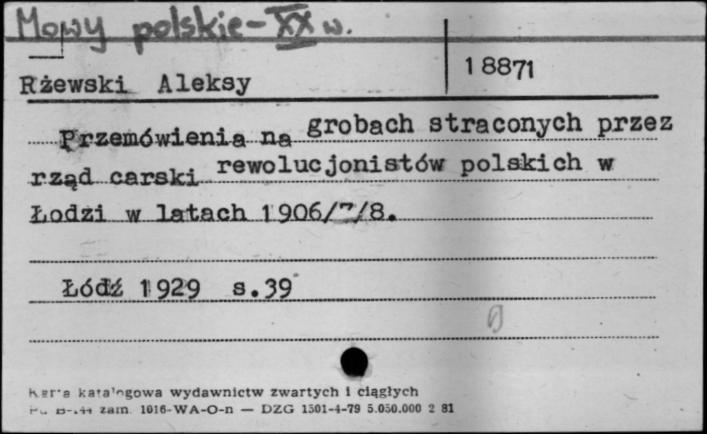 Mowy polskie - XX w.
18871
Rżewski Aleksy
Przemówienia na grobach straconych przez
rząd carski rewolucjonistów polskich w
Łodzi w latach 1906/7/8.
Łódź 1929 s.39
Karta katalogowa wydawnictw zwartych i ciągłych
zam. 1016-WA-O-n — DZG 1501-4-79 5.050.000 2 81